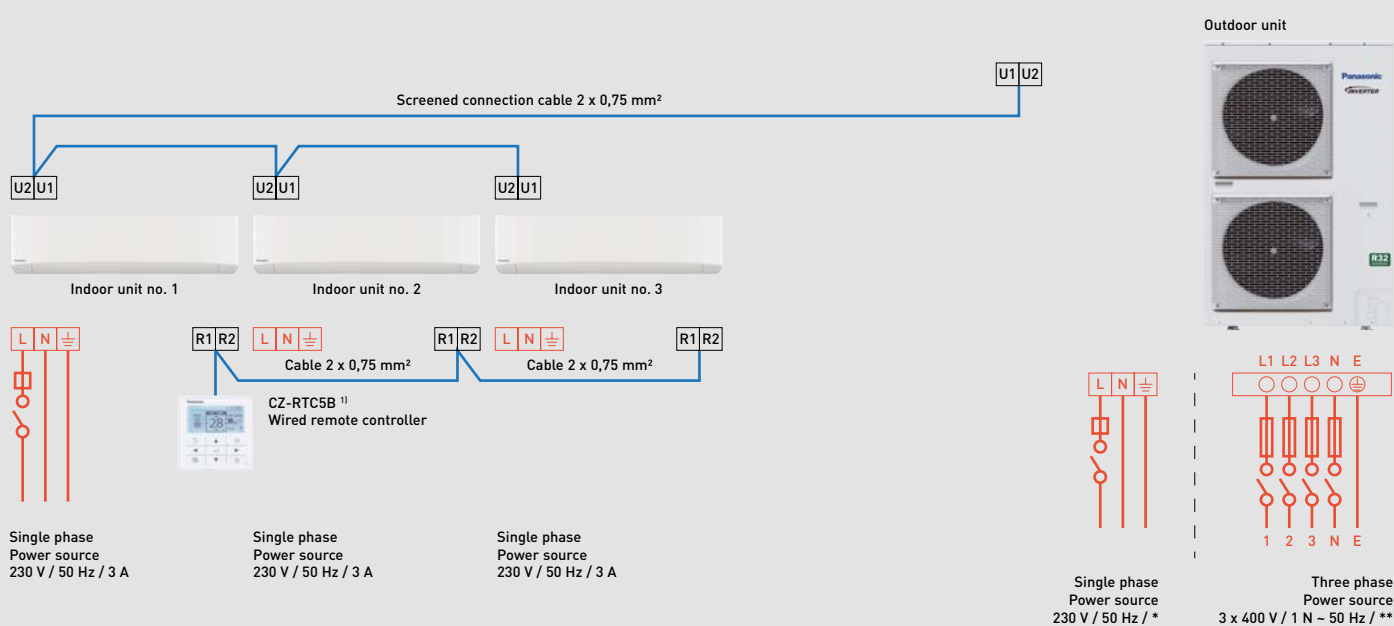 Outdoor unit
Panasonic
INVERTER
R32
U1 U2
Screened connection cable 2 x 0,75 mm²
U2 U1
U2 U1
U2 U1
Indoor unit no. 1
Indoor unit no. 2
Indoor unit no. 3
L N
R1 R2
L N
R1 R2
L N
R1 R2
Cable 2 x 0,75 mm²
Cable 2 x 0,75 mm²
CZ-RTC5B 1)
Wired remote controller
28
L N
L1 L2 L3 N E
1 2 3 N E
Single phase
Power source
230 V / 50 Hz / 3 A
Single phase
Power source
230 V / 50 Hz / 3 A
Single phase
Power source
230 V / 50 Hz / 3 A
Single phase
Power source
230 V / 50 Hz / *
Three phase
Power source
3 x 400 V / 1 N ~ 50 Hz / **